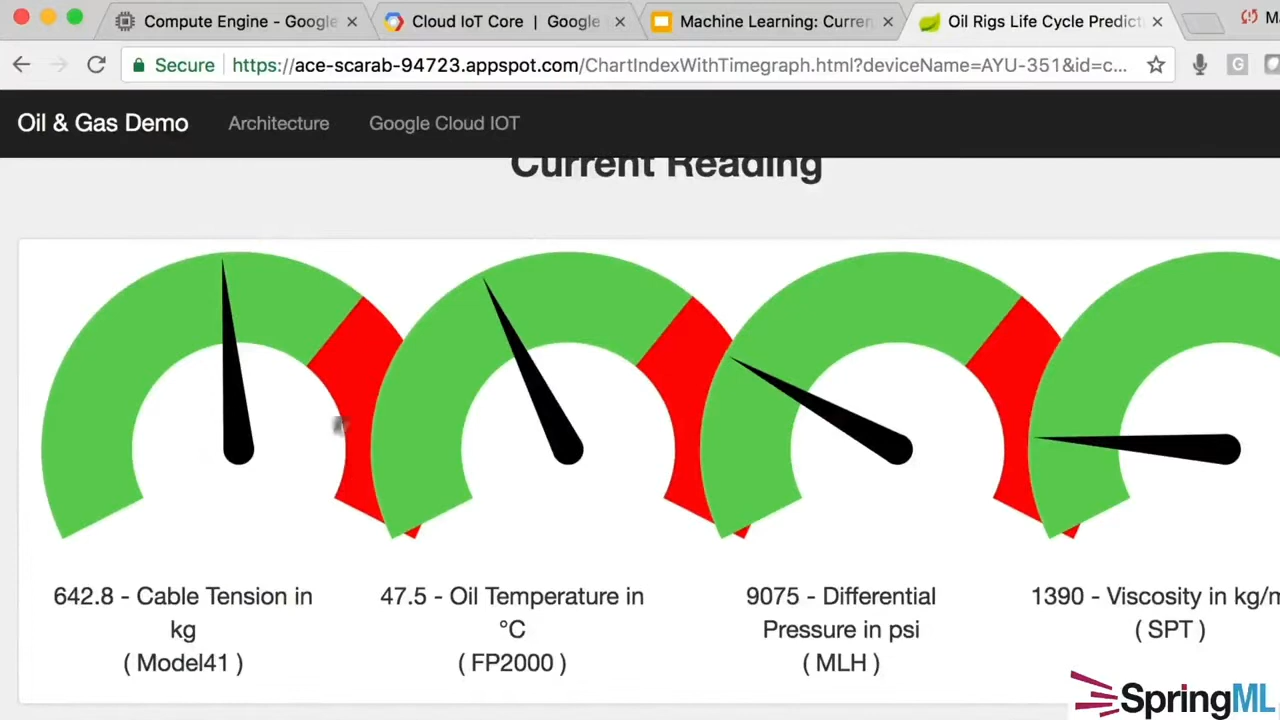 Compute Engine - Google
Cloud IoT Core | Google
Machine Learning: Curren
Oil Rigs Life Cycle Predict
Secure
https://ace-scarab-94723.appspot.com/ChartIndexWithTimegraph.html?deviceName=AYU-351&id=c...
G
Oil & Gas Demo
Architecture
Google Cloud IOT
Current Reading
642.8 - Cable Tension in
kg
( Model41 )
47.5 - Oil Temperature in
°C
( FP2000 )
9075 - Differential
Pressure in psi
( MLH )
1390 - Viscosity in kg/m
( SPT )
SpringML